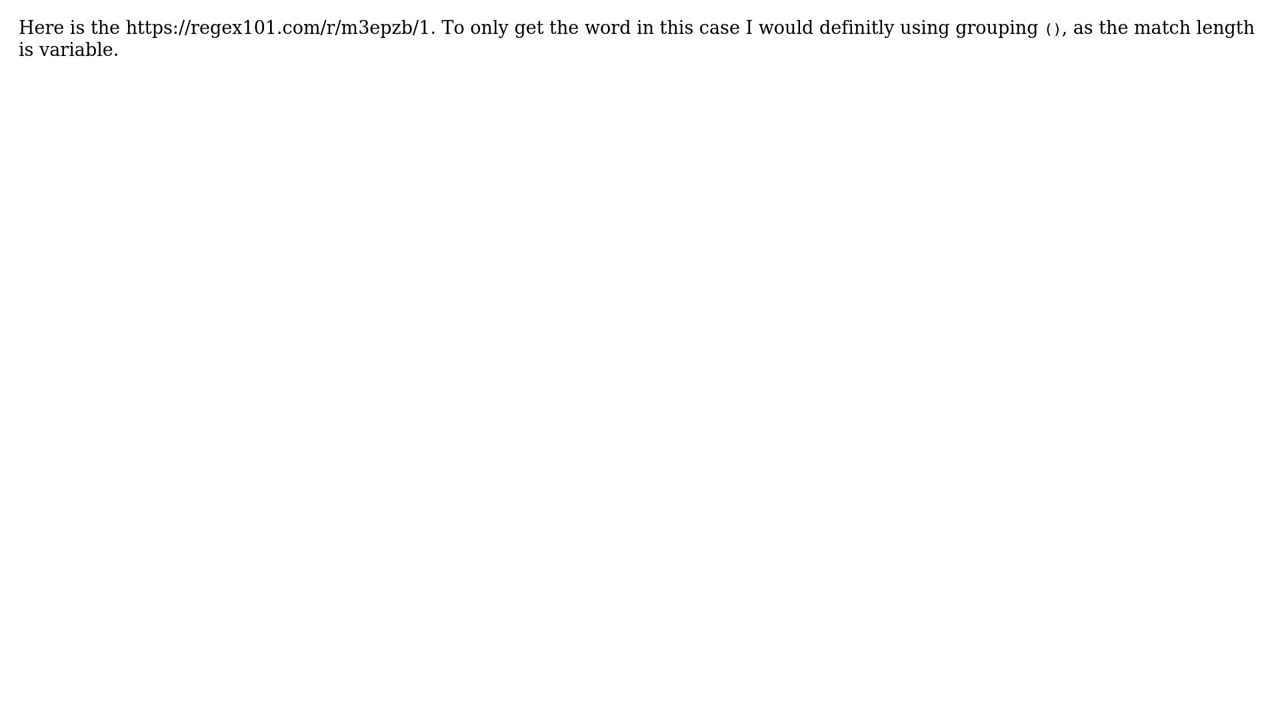 Here is the https://regex101.com/r/m3epzb/1. To only get the word in this case I would definitly using grouping (), as the match length
is variable.